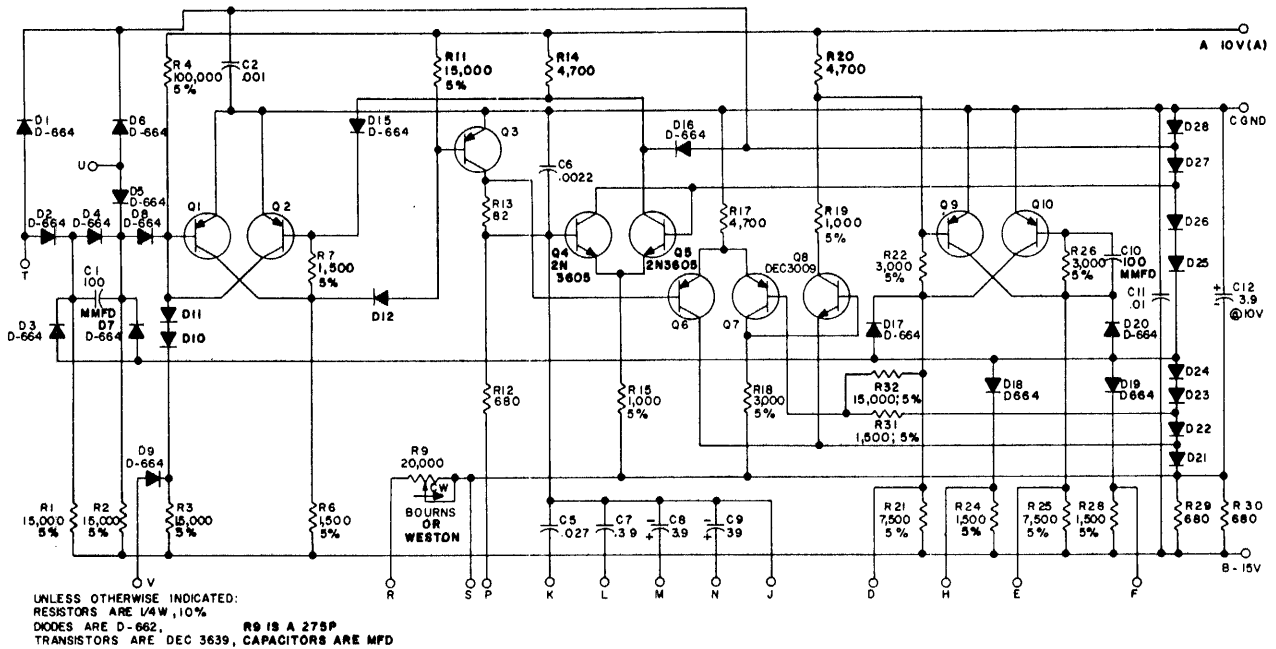 A 10V(A)
R4
100,000
5%
C2
.001
R11
15,000
5%
R14
4,700
R20
4,700
C GND
D1
D-664
D6
D-664
D15
D-664
Q3
D16
D-664
D28
U
C6
.0022
D27
D5
D-664
D2
D-664
D4
D-664
D8
Q1
Q2
R13
82
R17
4,700
R19
1,000
5%
Q9
Q10
D26
T
R7
1,500
5%
Q4
2N
3605
Q5
2N3605
Q8
DEC3009
R22
3,000
5%
R26
3,000
5%
C10
100
MMFD
D25
C1
100
MMFD
D3
D-664
D7
D-664
D11
D10
D12
Q6
Q7
D17
D-664
D20
D-664
C11
.01
+
-
C12
3.9
@10V
R12
680
R15
1,000
5%
R18
3,000
5%
R32
15,000; 5%
R31
1,500; 5%
D18
D664
D19
D664
D24
D23
D22
D21
D9
D-664
R9
20,000
CW
BOURNS
OR
WESTON
R1
15,000
5%
R2
15,000
5%
R3
15,000
5%
R6
1,500
5%
C5
.027
C7
.39
-
+
C8
3.9
-
+
C9
39
R21
7,500
5%
R24
1,500
5%
R25
7,500
5%
R28
1,500
5%
R29
680
R30
680
B - 15V
V
R
S
P
K
L
M
N
J
D
H
E
F
UNLESS OTHERWISE INDICATED:
RESISTORS ARE 1/4W, 10%
DIODES ARE D-662, R9 IS A 275P
TRANSISTORS ARE DEC 3639, CAPACITORS ARE MFD